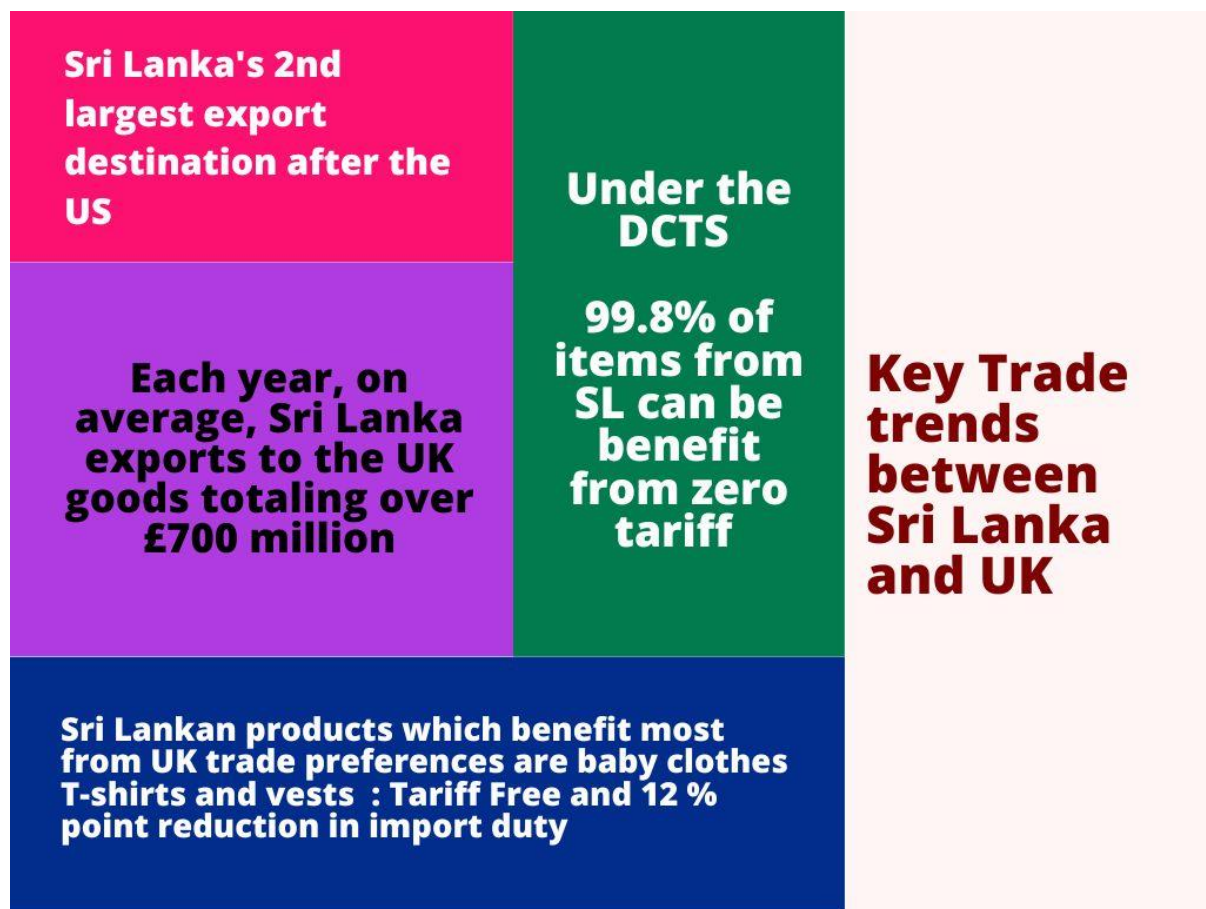 Sri Lanka's 2nd
largest export
destination after the
US
Under the
DCTS
99.8% of
items from
SL can be
benefit
from zero
tariff
Each year, on
average, Sri Lanka
exports to the UK
goods totaling over
£700 million
Key Trade
trends
between
Sri Lanka
and UK
Sri Lankan products which benefit most
from UK trade preferences are baby clothes
T-shirts and vests  : Tariff Free and 12 %
point reduction in import duty